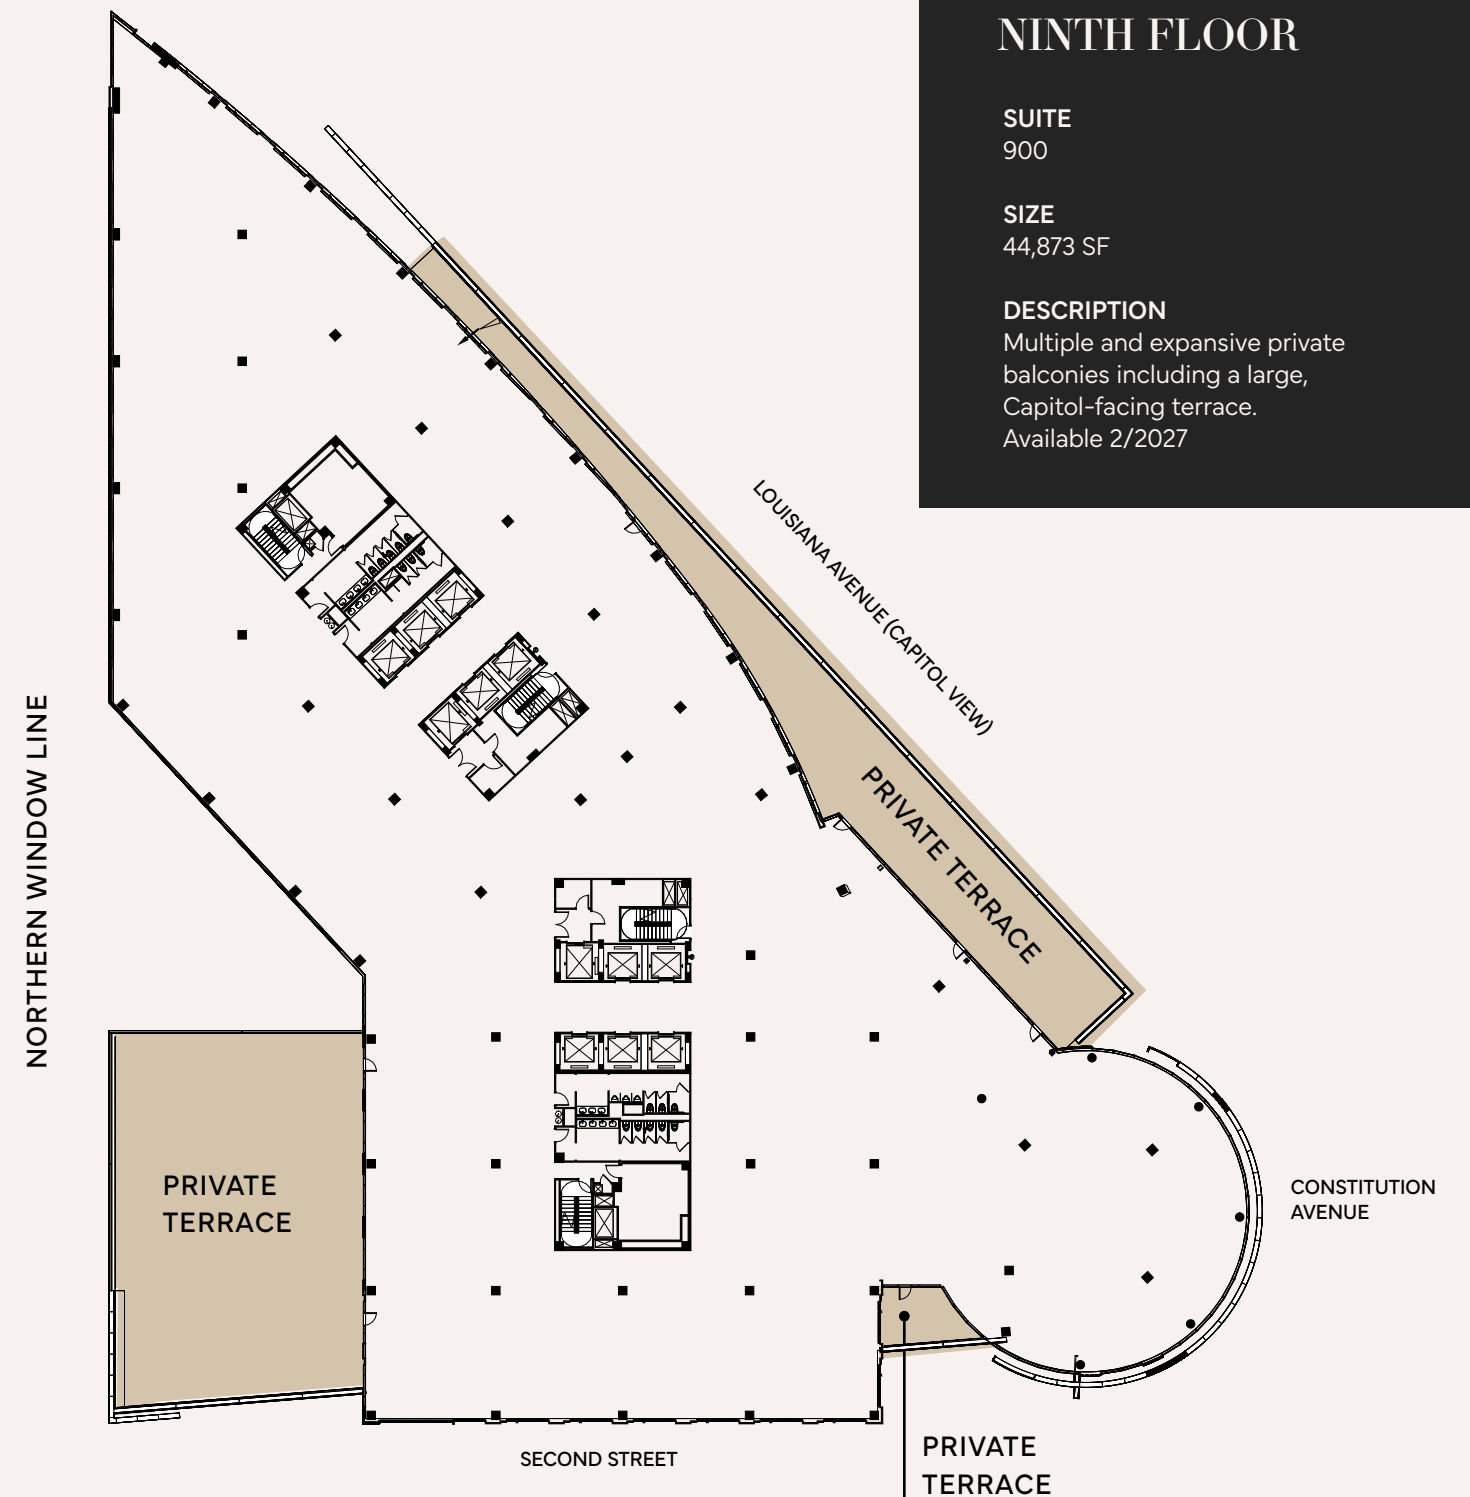 NINTH FLOOR
SUITE
900
SIZE
44,873 SF
DESCRIPTION
Multiple and expansive private
balconies including a large,
Capitol-facing terrace.
Available 2/2027
LOUISIANA AVENUE (CAPITOL VIEW)
PRIVATE TERRACE
NORTHERN WINDOW LINE
PRIVATE
TERRACE
CONSTITUTION
AVENUE
SECOND STREET
PRIVATE
TERRACE